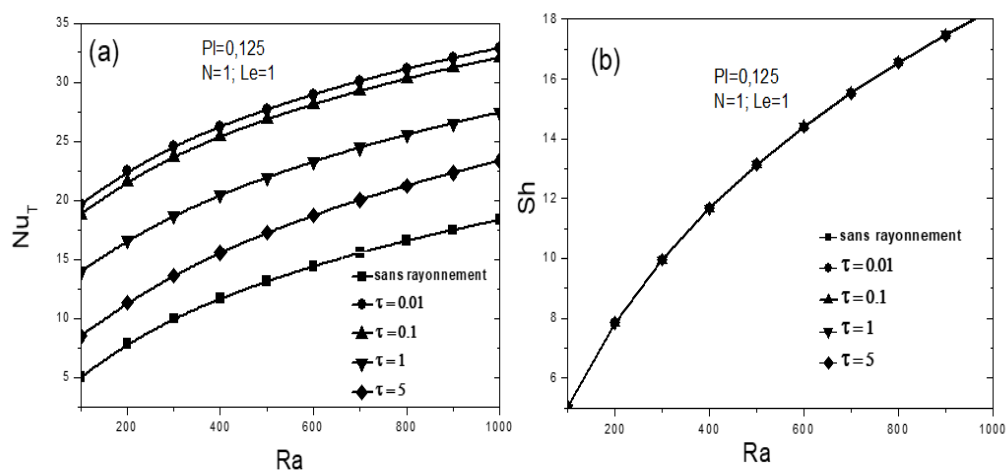 (a)
Pl=0,125
N=1; Le=1
Nu_T
35
30
25
20
15
10
5
200
400
600
800
1000
Ra
sans rayonnement
τ = 0.01
τ = 0.1
τ = 1
τ = 5
(b)
Pl=0,125
N=1; Le=1
Sh
18
16
14
12
10
8
6
200
400
600
800
1000
Ra
sans rayonnement
τ = 0.01
τ = 0.1
τ = 1
τ = 5